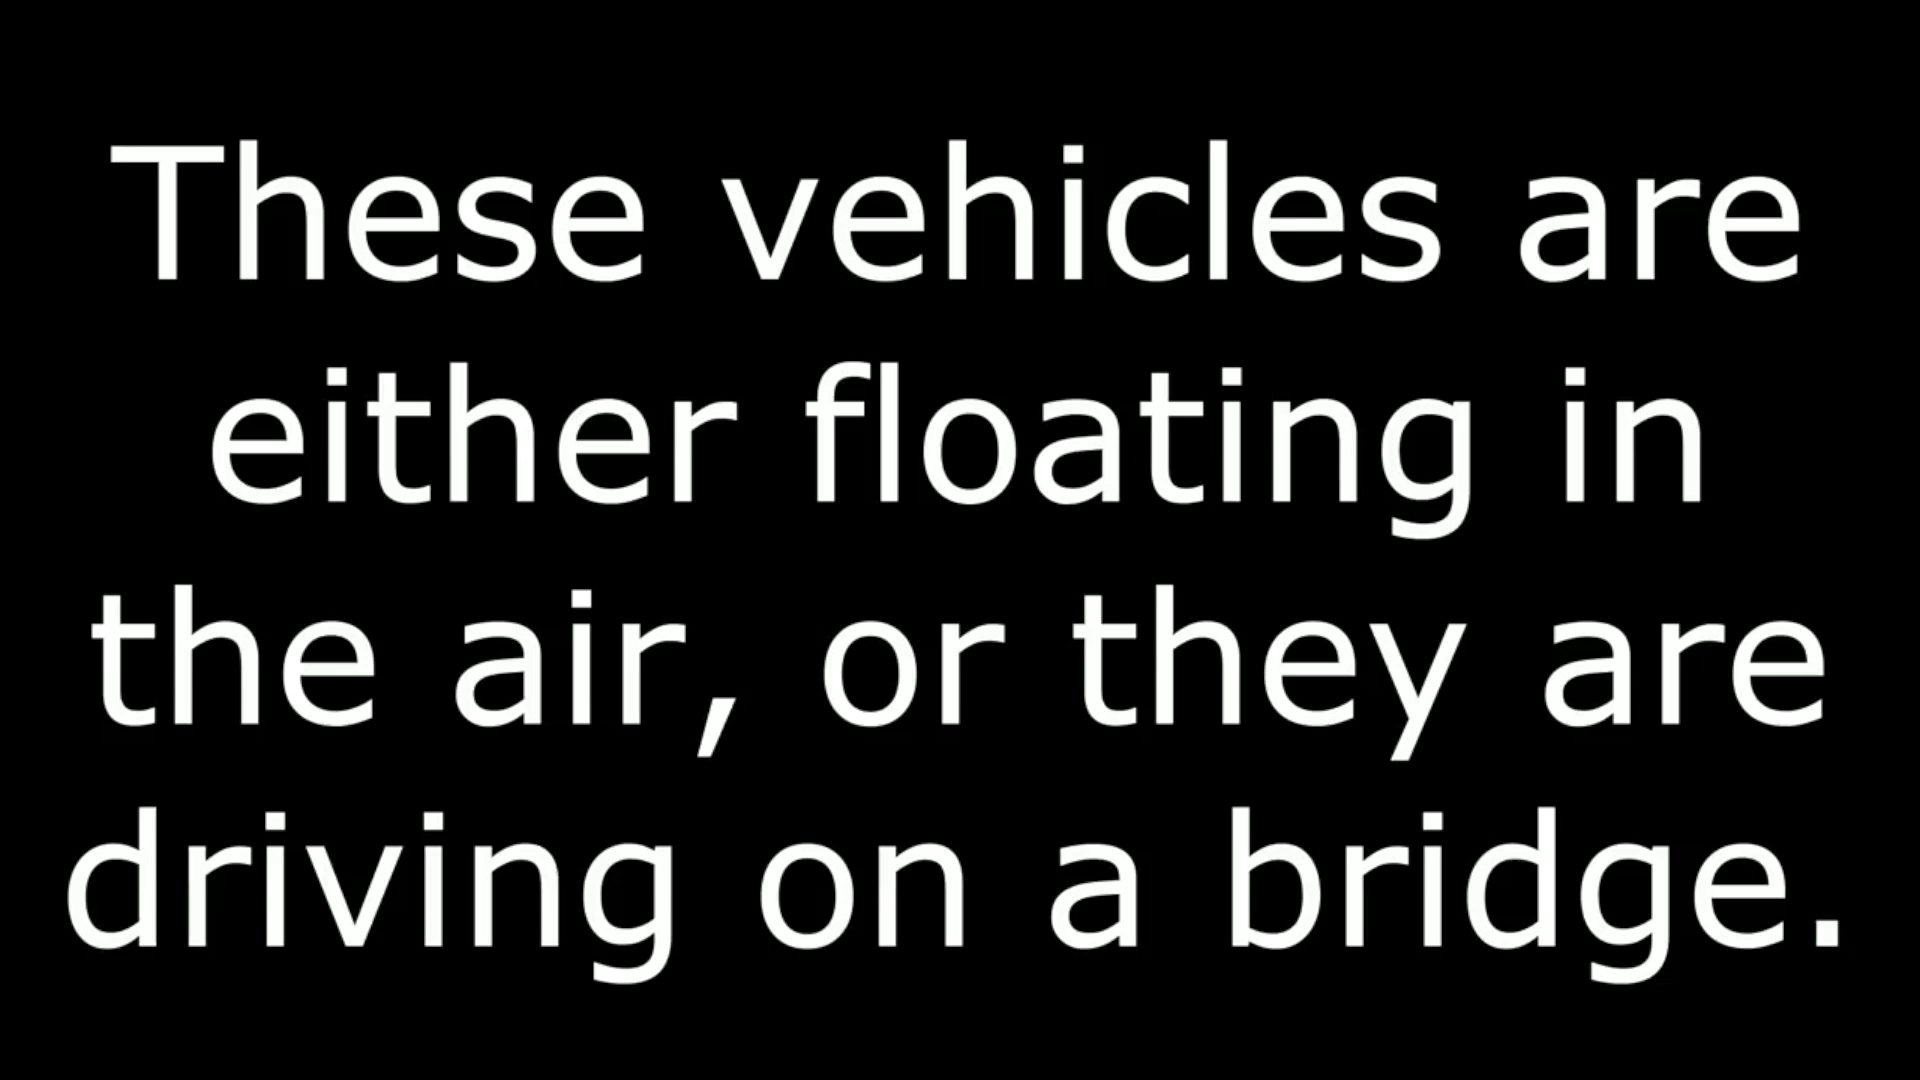 These vehicles are
either floating in
the air, or they are
driving on a bridge.